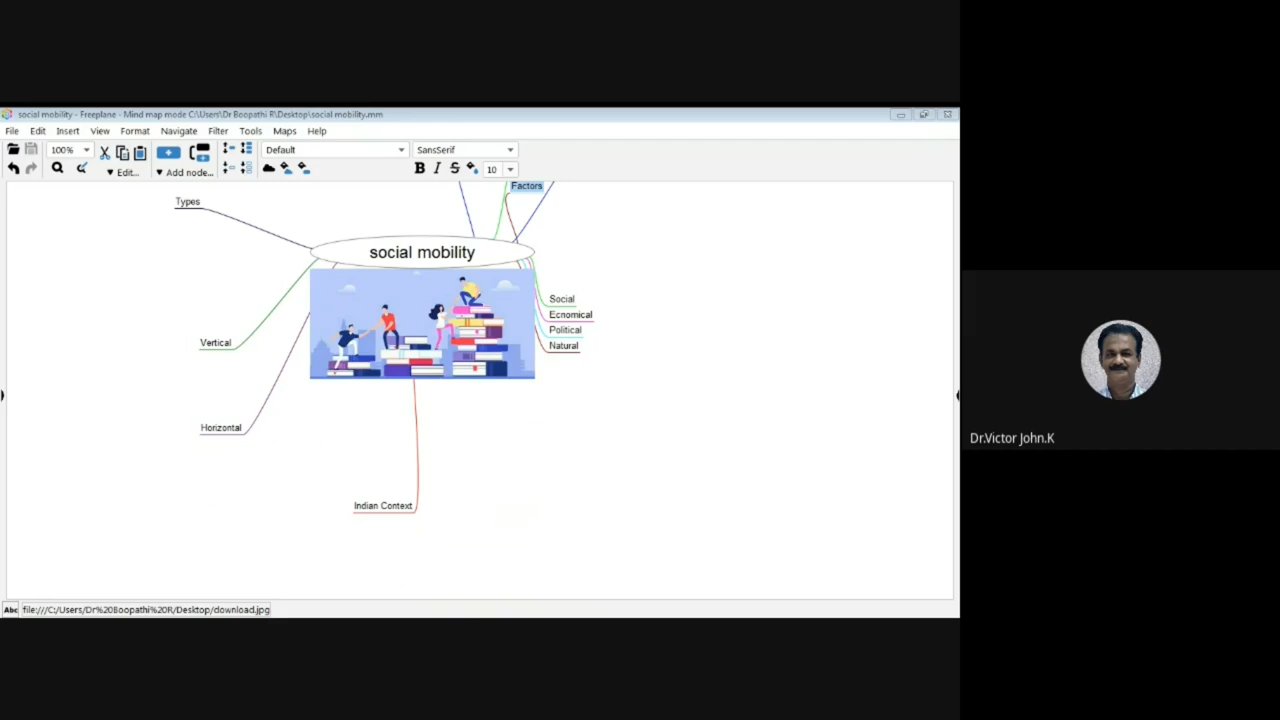 social mobility - Freeplane - Mind map mode C:\Users\Dr Boopathi R\Desktop\social mobility.mm
File Edit Insert View Format Navigate Filter Tools Maps Help
100% Default SansSerif
Edit... Add node... B I S 10
Factors
Types
social mobility
Social
Ecnomical
Political
Natural
Vertical
Horizontal
Indian Context
Dr.Victor John.K
Abc file:///C:/Users/Dr%20Boopathi%20R/Desktop/download.jpg